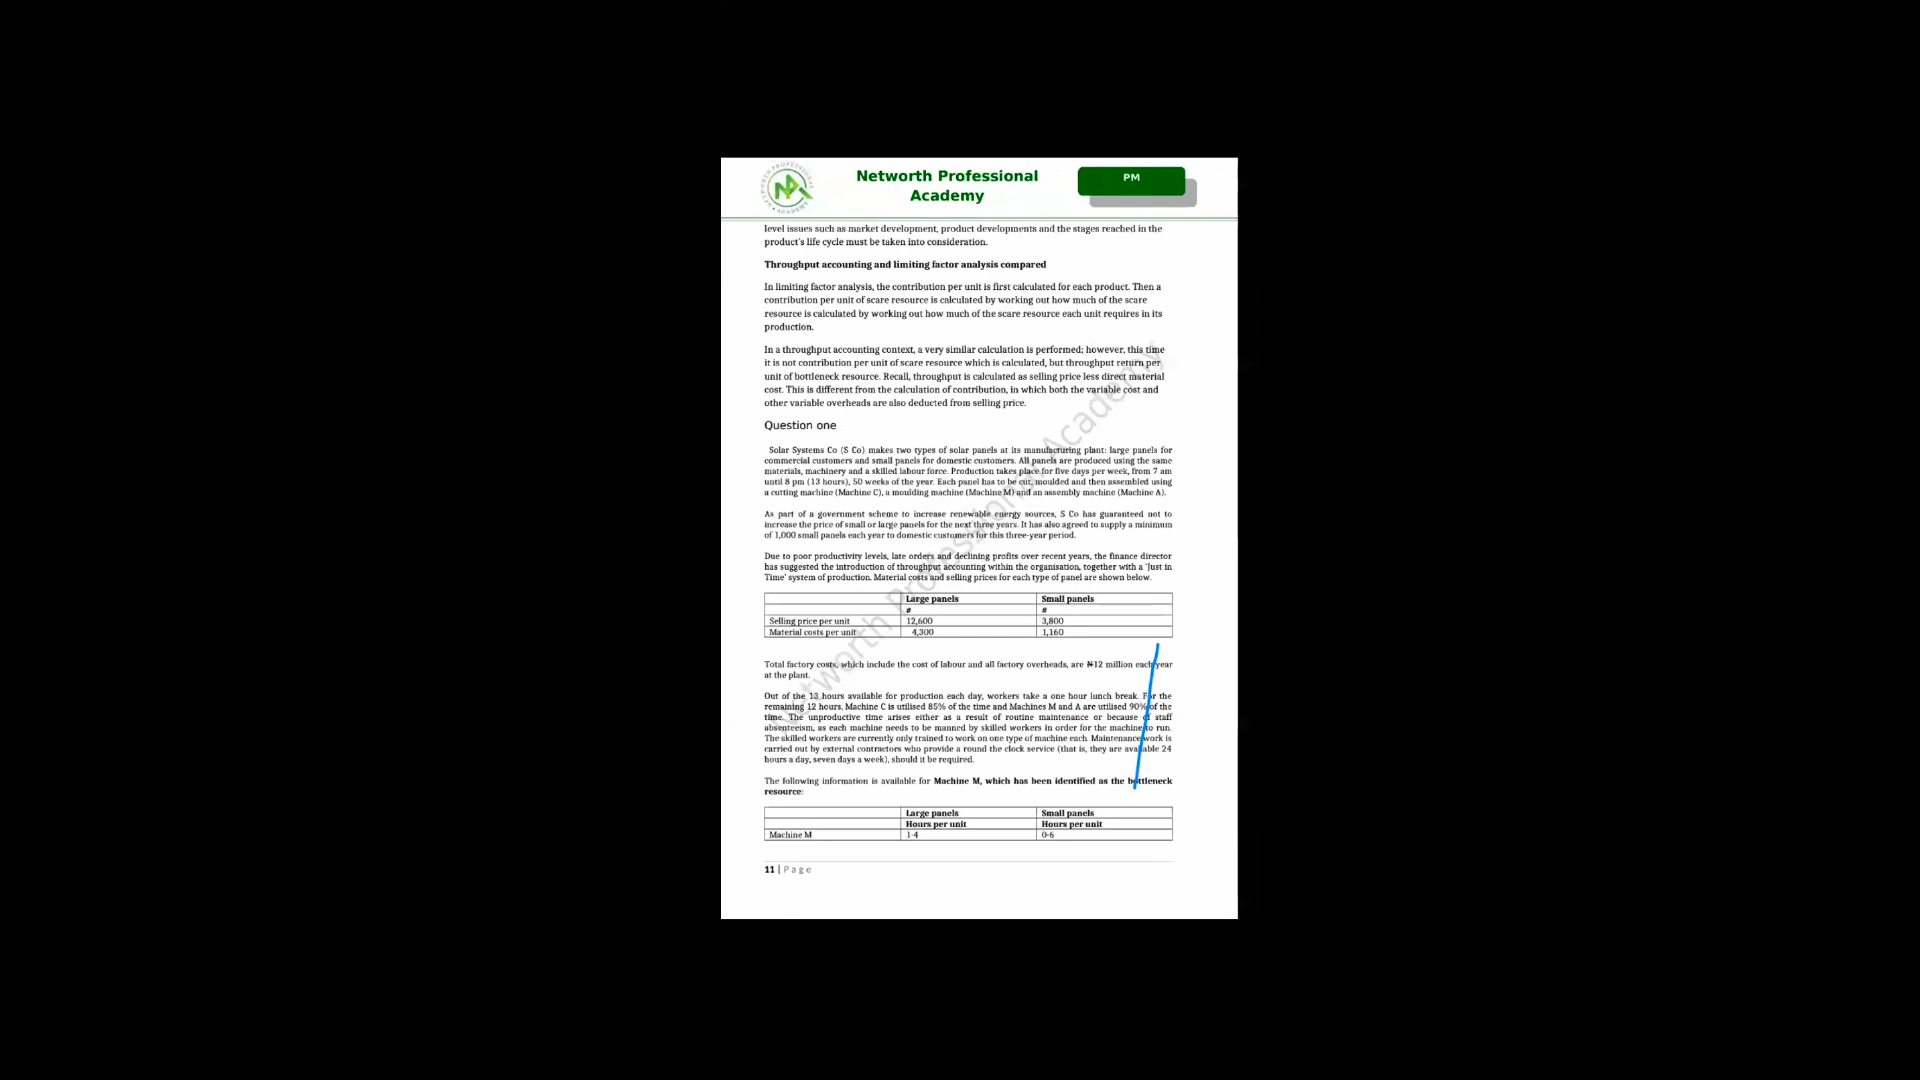 Networth Professional
Academy
PM
level issues such as market development, product developments and the stages reached in the
product's life cycle must be taken into consideration.
Throughput accounting and limiting factor analysis compared
In limiting factor analysis, the contribution per unit is first calculated for each product. Then a
contribution per unit of scare resource is calculated by working out how much of the scare
resource is calculated by working out how much of the scare resource each unit requires in its
production.
In a throughput accounting context, a very similar calculation is performed; however, this time
it is not contribution per unit of scare resource which is calculated, but throughput return per
unit of bottleneck resource. Recall, throughput is calculated as selling price less direct material
cost. This is different from the calculation of contribution, in which both the variable cost and
other variable overheads are also deducted from selling price.
Question one
Solar Systems Co (S Co) makes two types of solar panels at its manufacturing plant: large panels for
commercial customers and small panels for domestic customers. All panels are produced using the same
materials, machinery and a skilled labour force. Production takes place for five days per week, from 7 am
until 8 pm (13 hours), 50 weeks of the year. Each panel has to be cut, moulded and then assembled using
a cutting machine (Machine C), a moulding machine (Machine M) and an assembly machine (Machine A).
As part of a government scheme to increase renewable energy sources, S Co has guaranteed not to
increase the price of small or large panels for the next three years. It has also agreed to supply a minimum
of 1,000 small panels each year to domestic customers for this three-year period.
Due to poor productivity levels, late orders and declining profits over recent years, the finance director
has suggested the introduction of throughput accounting within the organisation, together with a 'Just in
Time' system of production. Material costs and selling prices for each type of panel are shown below.
Large panels Small panels
# #
Selling price per unit 12,600 3,800
Material costs per unit 4,300 1,160
Total factory costs, which include the cost of labour and all factory overheads, are ₦12 million each year
at the plant.
Out of the 13 hours available for production each day, workers take a one hour lunch break. For the
remaining 12 hours, Machine C is utilised 85% of the time and Machines M and A are utilised 90% of the
time. The unproductive time arises either as a result of routine maintenance or because of staff
absenteeism, as each machine needs to be manned by skilled workers in order for the machine to run.
The skilled workers are currently only trained to work on one type of machine each. Maintenance work is
carried out by external contractors who provide a round the clock service (that is, they are available 24
hours a day, seven days a week), should it be required.
The following information is available for Machine M, which has been identified as the bottleneck
resource:
Large panels Small panels
Hours per unit Hours per unit
Machine M 1·4 0·6
11 | Page
Networth Professional Academy